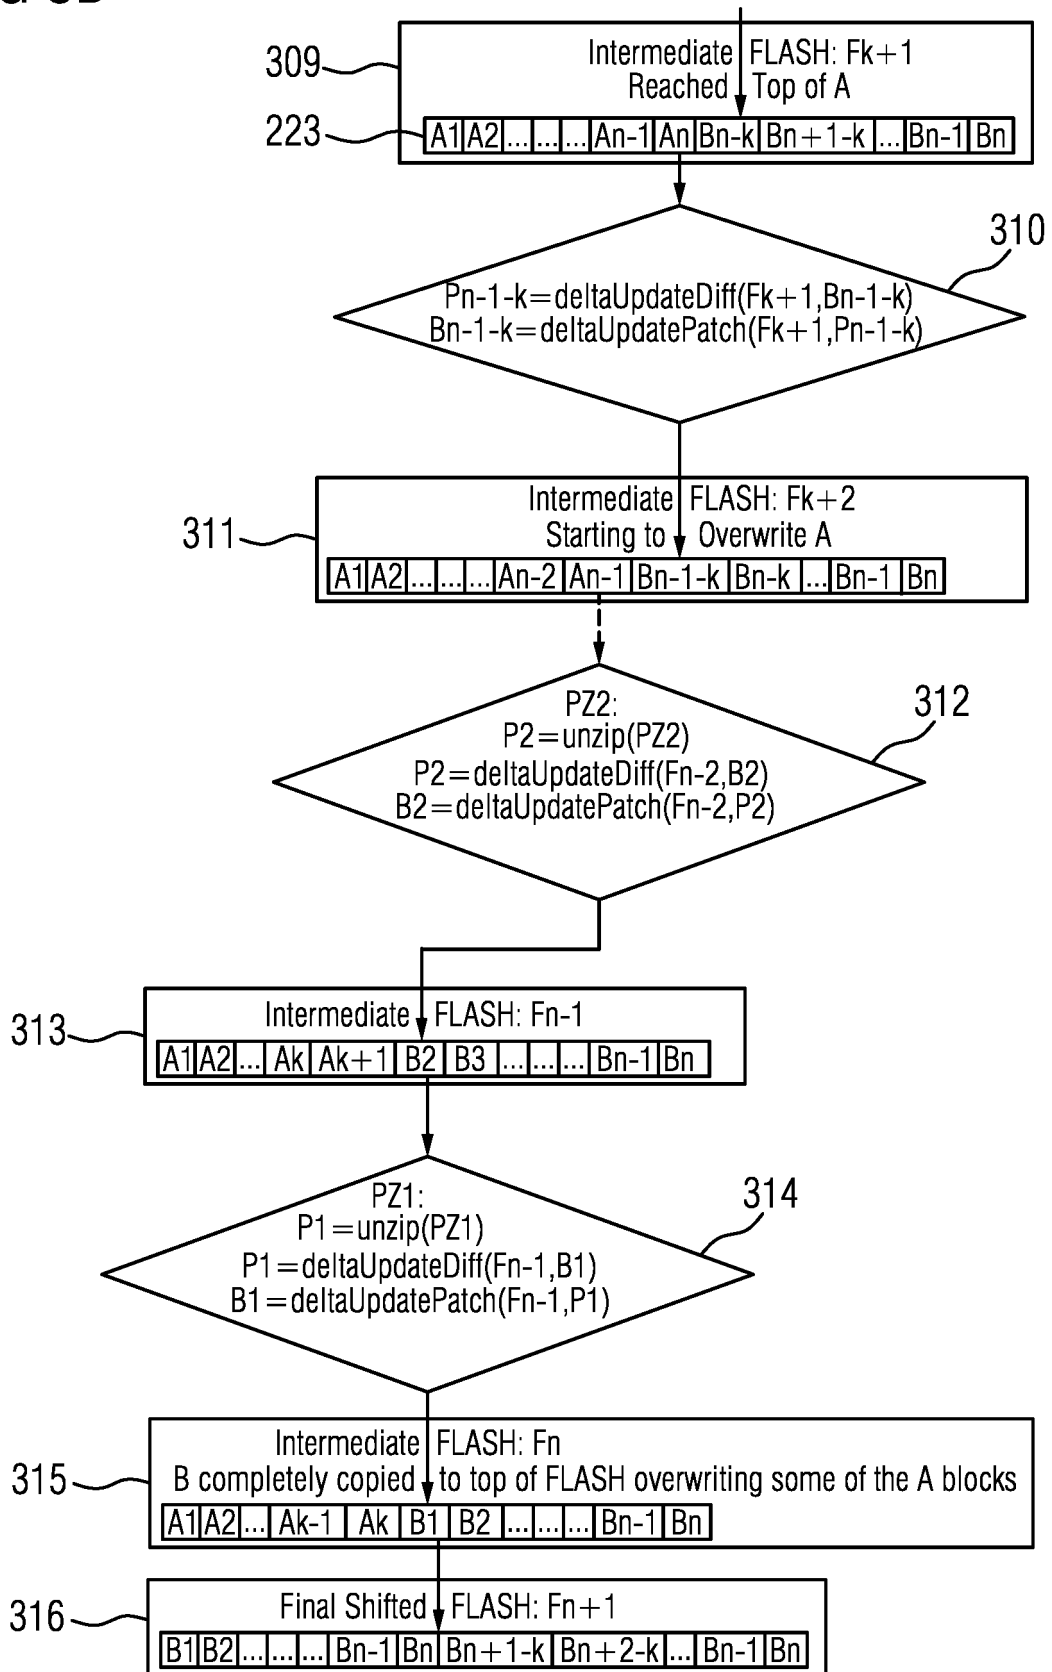 309
Intermediate FLASH: Fk+1
Reached Top of A
223
A1 A2 ... ... ... An-1 An Bn-k Bn+1-k ... Bn-1 Bn
310
Pn-1-k=deltaUpdateDiff(Fk+1,Bn-1-k)
Bn-1-k=deltaUpdatePatch(Fk+1,Pn-1-k)
311
Intermediate FLASH: Fk+2
Starting to Overwrite A
A1 A2 ... ... ... An-2 An-1 Bn-1-k Bn-k ... Bn-1 Bn
312
PZ2:
P2=unzip(PZ2)
P2=deltaUpdateDiff(Fn-2,B2)
B2=deltaUpdatePatch(Fn-2,P2)
313
Intermediate FLASH: Fn-1
A1 A2 ... Ak Ak+1 B2 B3 ... ... ... Bn-1 Bn
314
PZ1:
P1=unzip(PZ1)
P1=deltaUpdateDiff(Fn-1,B1)
B1=deltaUpdatePatch(Fn-1,P1)
315
Intermediate FLASH: Fn
B completely copied to top of FLASH overwriting some of the A blocks
A1 A2 ... Ak-1 Ak B1 B2 ... ... ... Bn-1 Bn
316
Final Shifted FLASH: Fn+1
B1 B2 ... ... ... Bn-1 Bn Bn+1-k Bn+2-k ... Bn-1 Bn